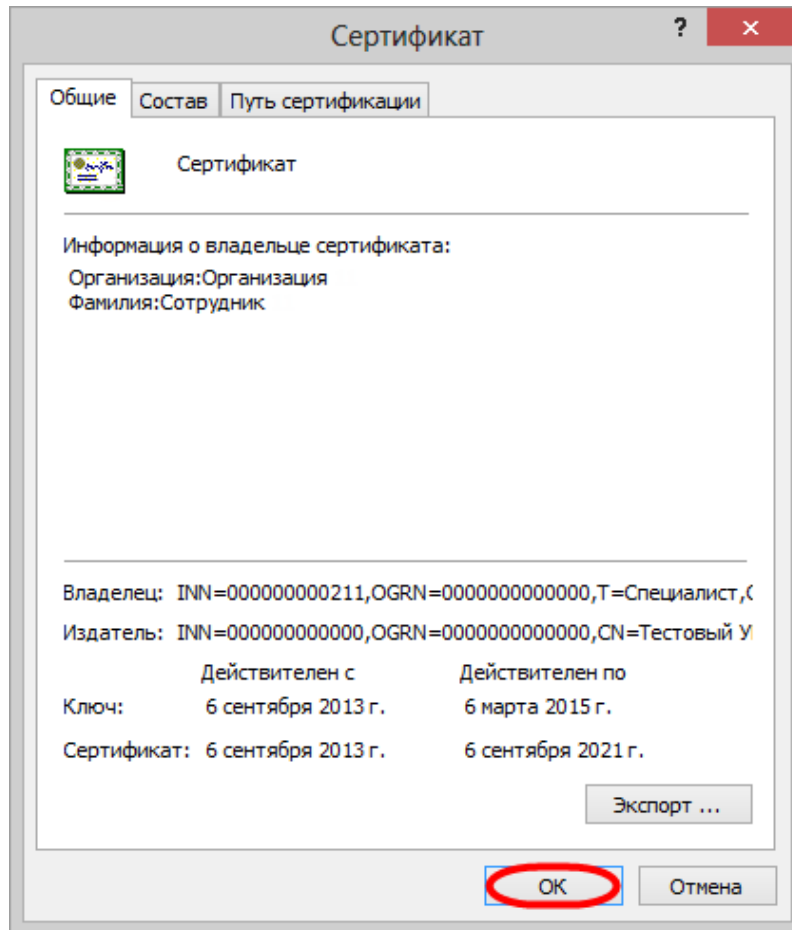 Сертификат
?
Общие Состав Путь сертификации
Сертификат
Информация о владельце сертификата:
Организация:Организация
Фамилия:Сотрудник
Владелец: INN=000000000211,OGRN=0000000000000,T=Специалист,
Издатель: INN=000000000000,OGRN=0000000000000,CN=Тестовый
Действителен с Действителен по
Ключ: 6 сентября 2013 г. 6 марта 2015 г.
Сертификат: 6 сентября 2013 г. 6 сентября 2021 г.
Экспорт ...
ОК Отмена